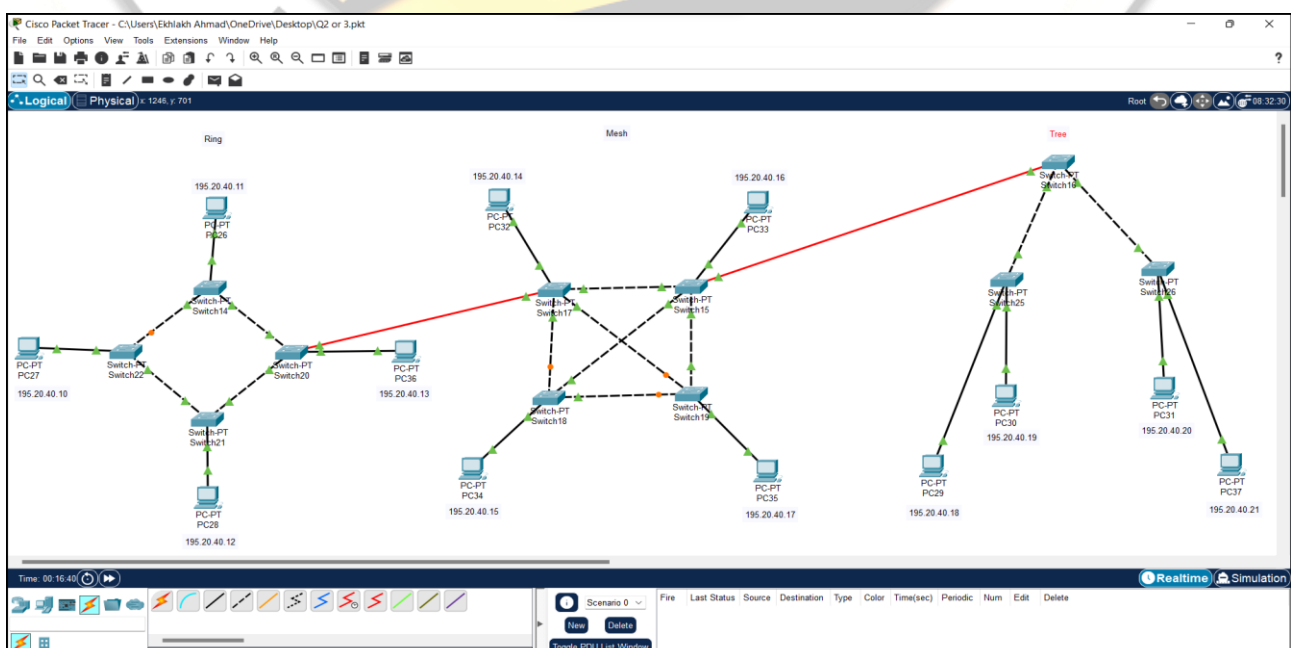 Cisco Packet Tracer - C:\Users\Ekhlakh Ahmad\OneDrive\Desktop\Q2 or 3.pkt
File Edit Options View Tools Extensions Window Help
?
Logical Physical x: 1246, y: 701
Root 08:32:30
Ring
Mesh
Tree
195.20.40.11
PC-PT
PC26
Switch-PT
Switch14
PC-PT
PC27
195.20.40.10
Switch-PT
Switch22
Switch-PT
Switch20
PC-PT
PC36
195.20.40.13
Switch-PT
Switch21
PC-PT
PC28
195.20.40.12
195.20.40.14
PC-PT
PC32
195.20.40.16
PC-PT
PC33
Switch-PT
Switch17
Switch-PT
Switch15
Switch-PT
Switch18
Switch-PT
Switch19
PC-PT
PC34
195.20.40.15
PC-PT
PC35
195.20.40.17
Switch-PT
Switch16
Switch-PT
Switch25
Switch-PT
Switch26
PC-PT
PC30
195.20.40.19
PC-PT
PC31
195.20.40.20
PC-PT
PC29
195.20.40.18
PC-PT
PC37
195.20.40.21
Time: 00:16:40
Realtime Simulation
Scenario 0
New Delete
Toggle PDU List Window
Fire Last Status Source Destination Type Color Time(sec) Periodic Num Edit Delete